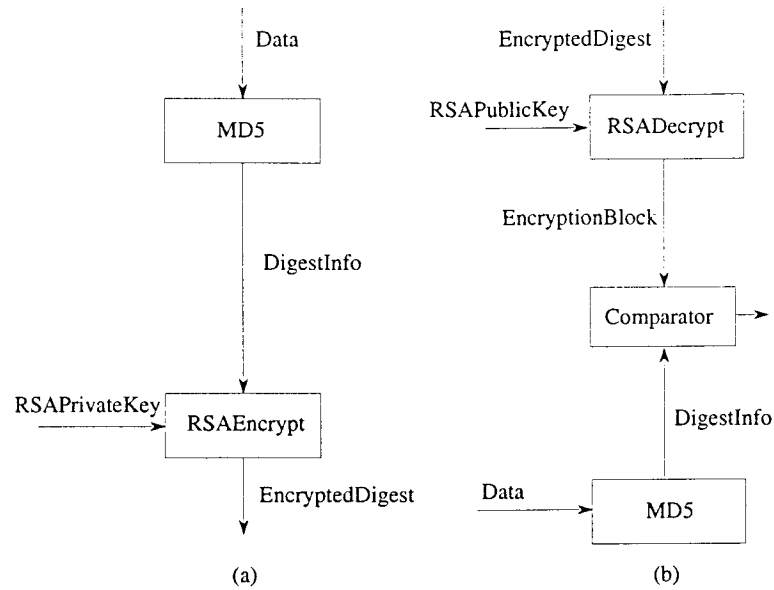 Data
MD5
DigestInfo
RSAPrivateKey
RSAEncrypt
EncryptedDigest
(a)
EncryptedDigest
RSAPublicKey
RSADecrypt
EncryptionBlock
Comparator
DigestInfo
Data
MD5
(b)